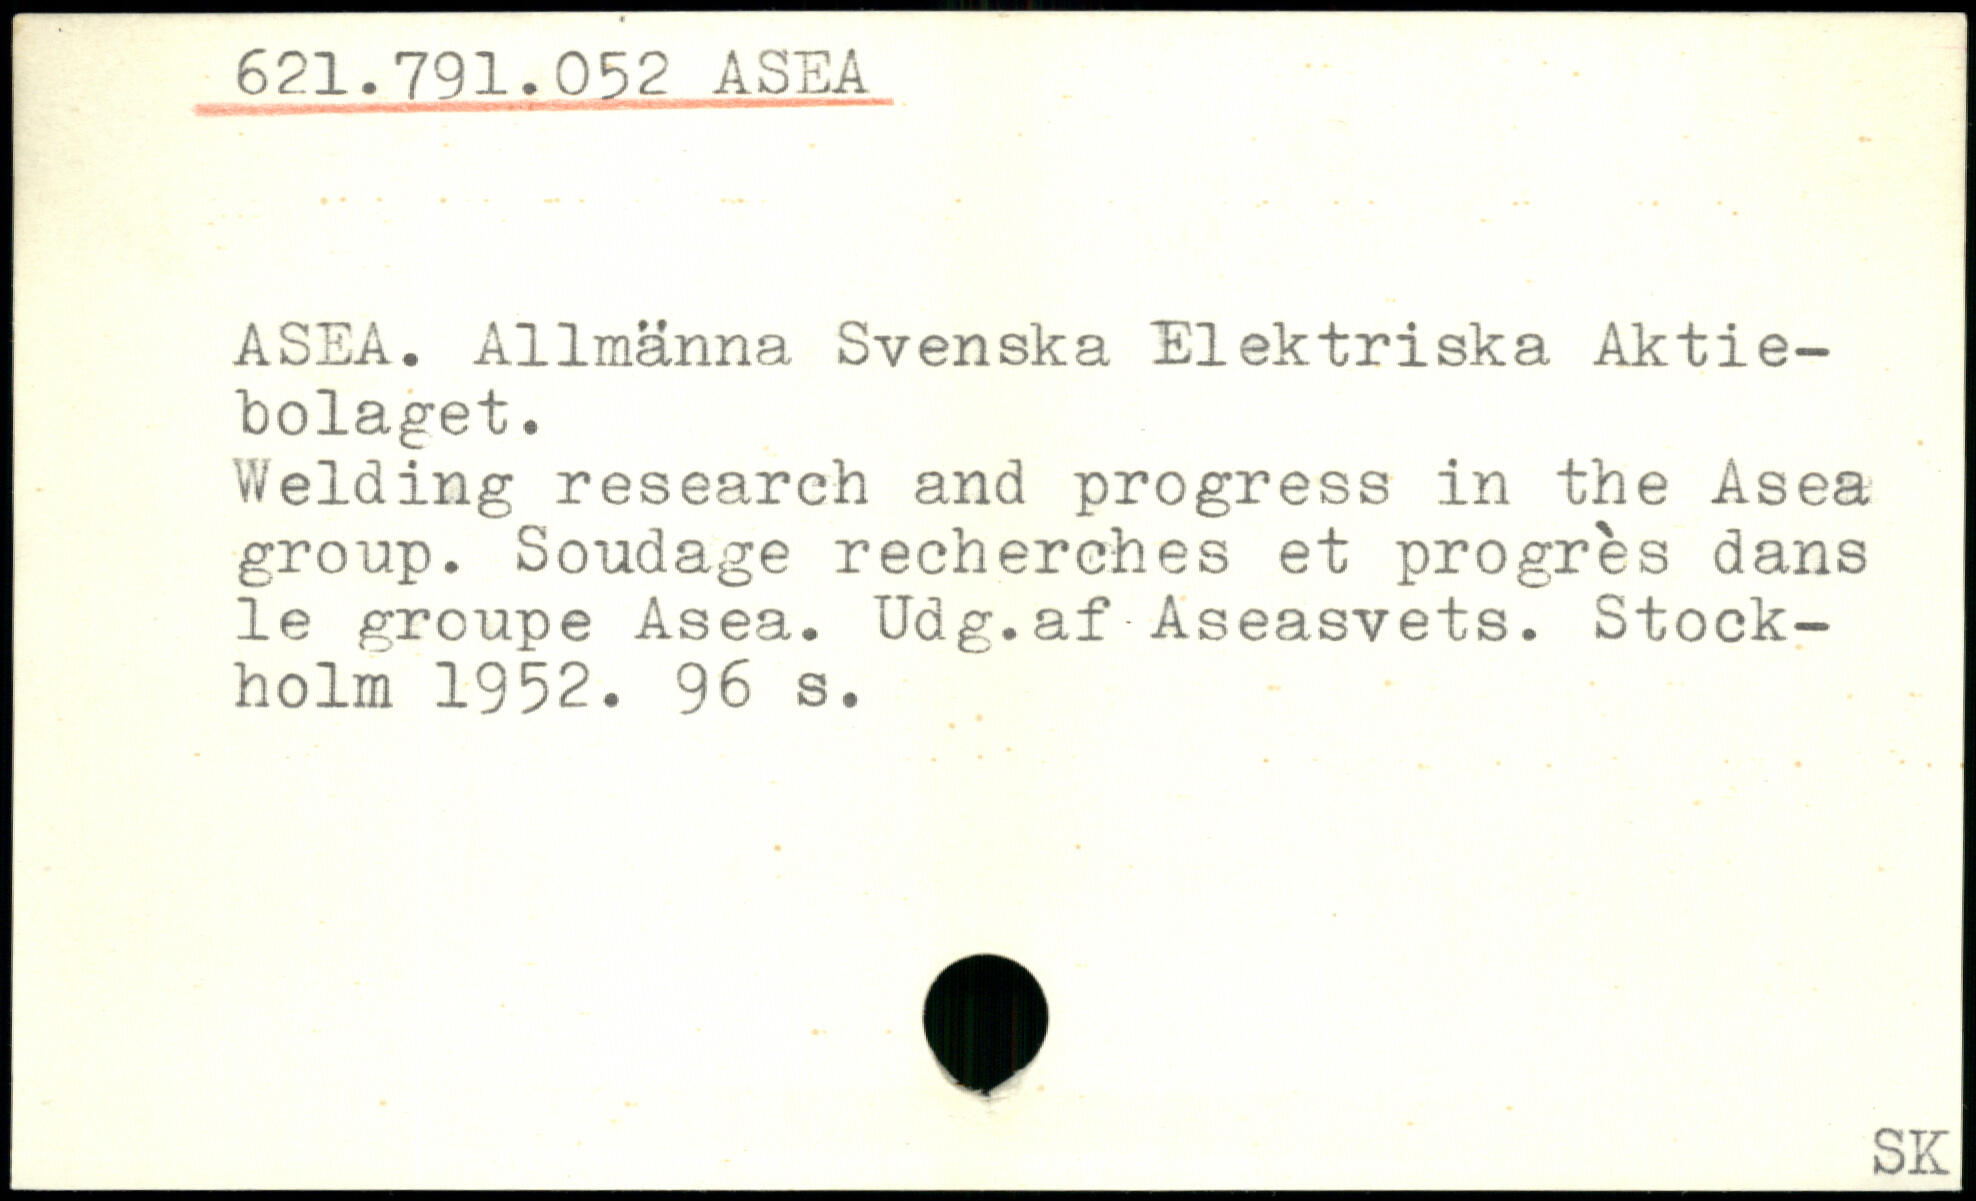 621.791.052 ASEA
ASEA. Allmänna Svenska Elektriska Aktie-
bolaget.
Welding research and progress in the Asea
group. Soudage recherches et progrès dans
le groupe Asea. Udg.af Aseasvets. Stock-
holm 1952. 96 s.
SK